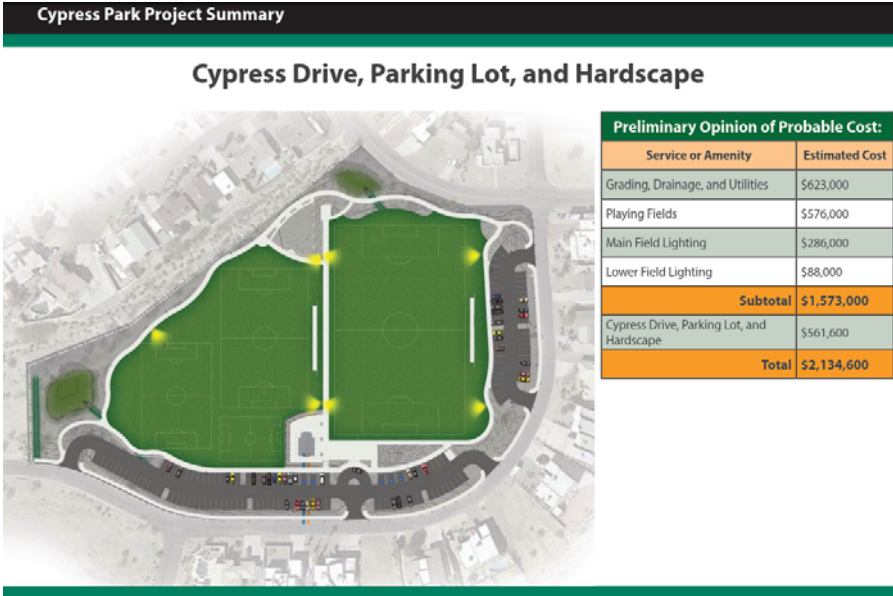 Cypress Park Project Summary
Cypress Drive, Parking Lot, and Hardscape
Preliminary Opinion of Probable Cost:
Service or Amenity Estimated Cost
Grading, Drainage, and Utilities $623,000
Playing Fields $576,000
Main Field Lighting $286,000
Lower Field Lighting $88,000
Subtotal $1,573,000
Cypress Drive, Parking Lot, and
Hardscape $561,600
Total $2,134,600